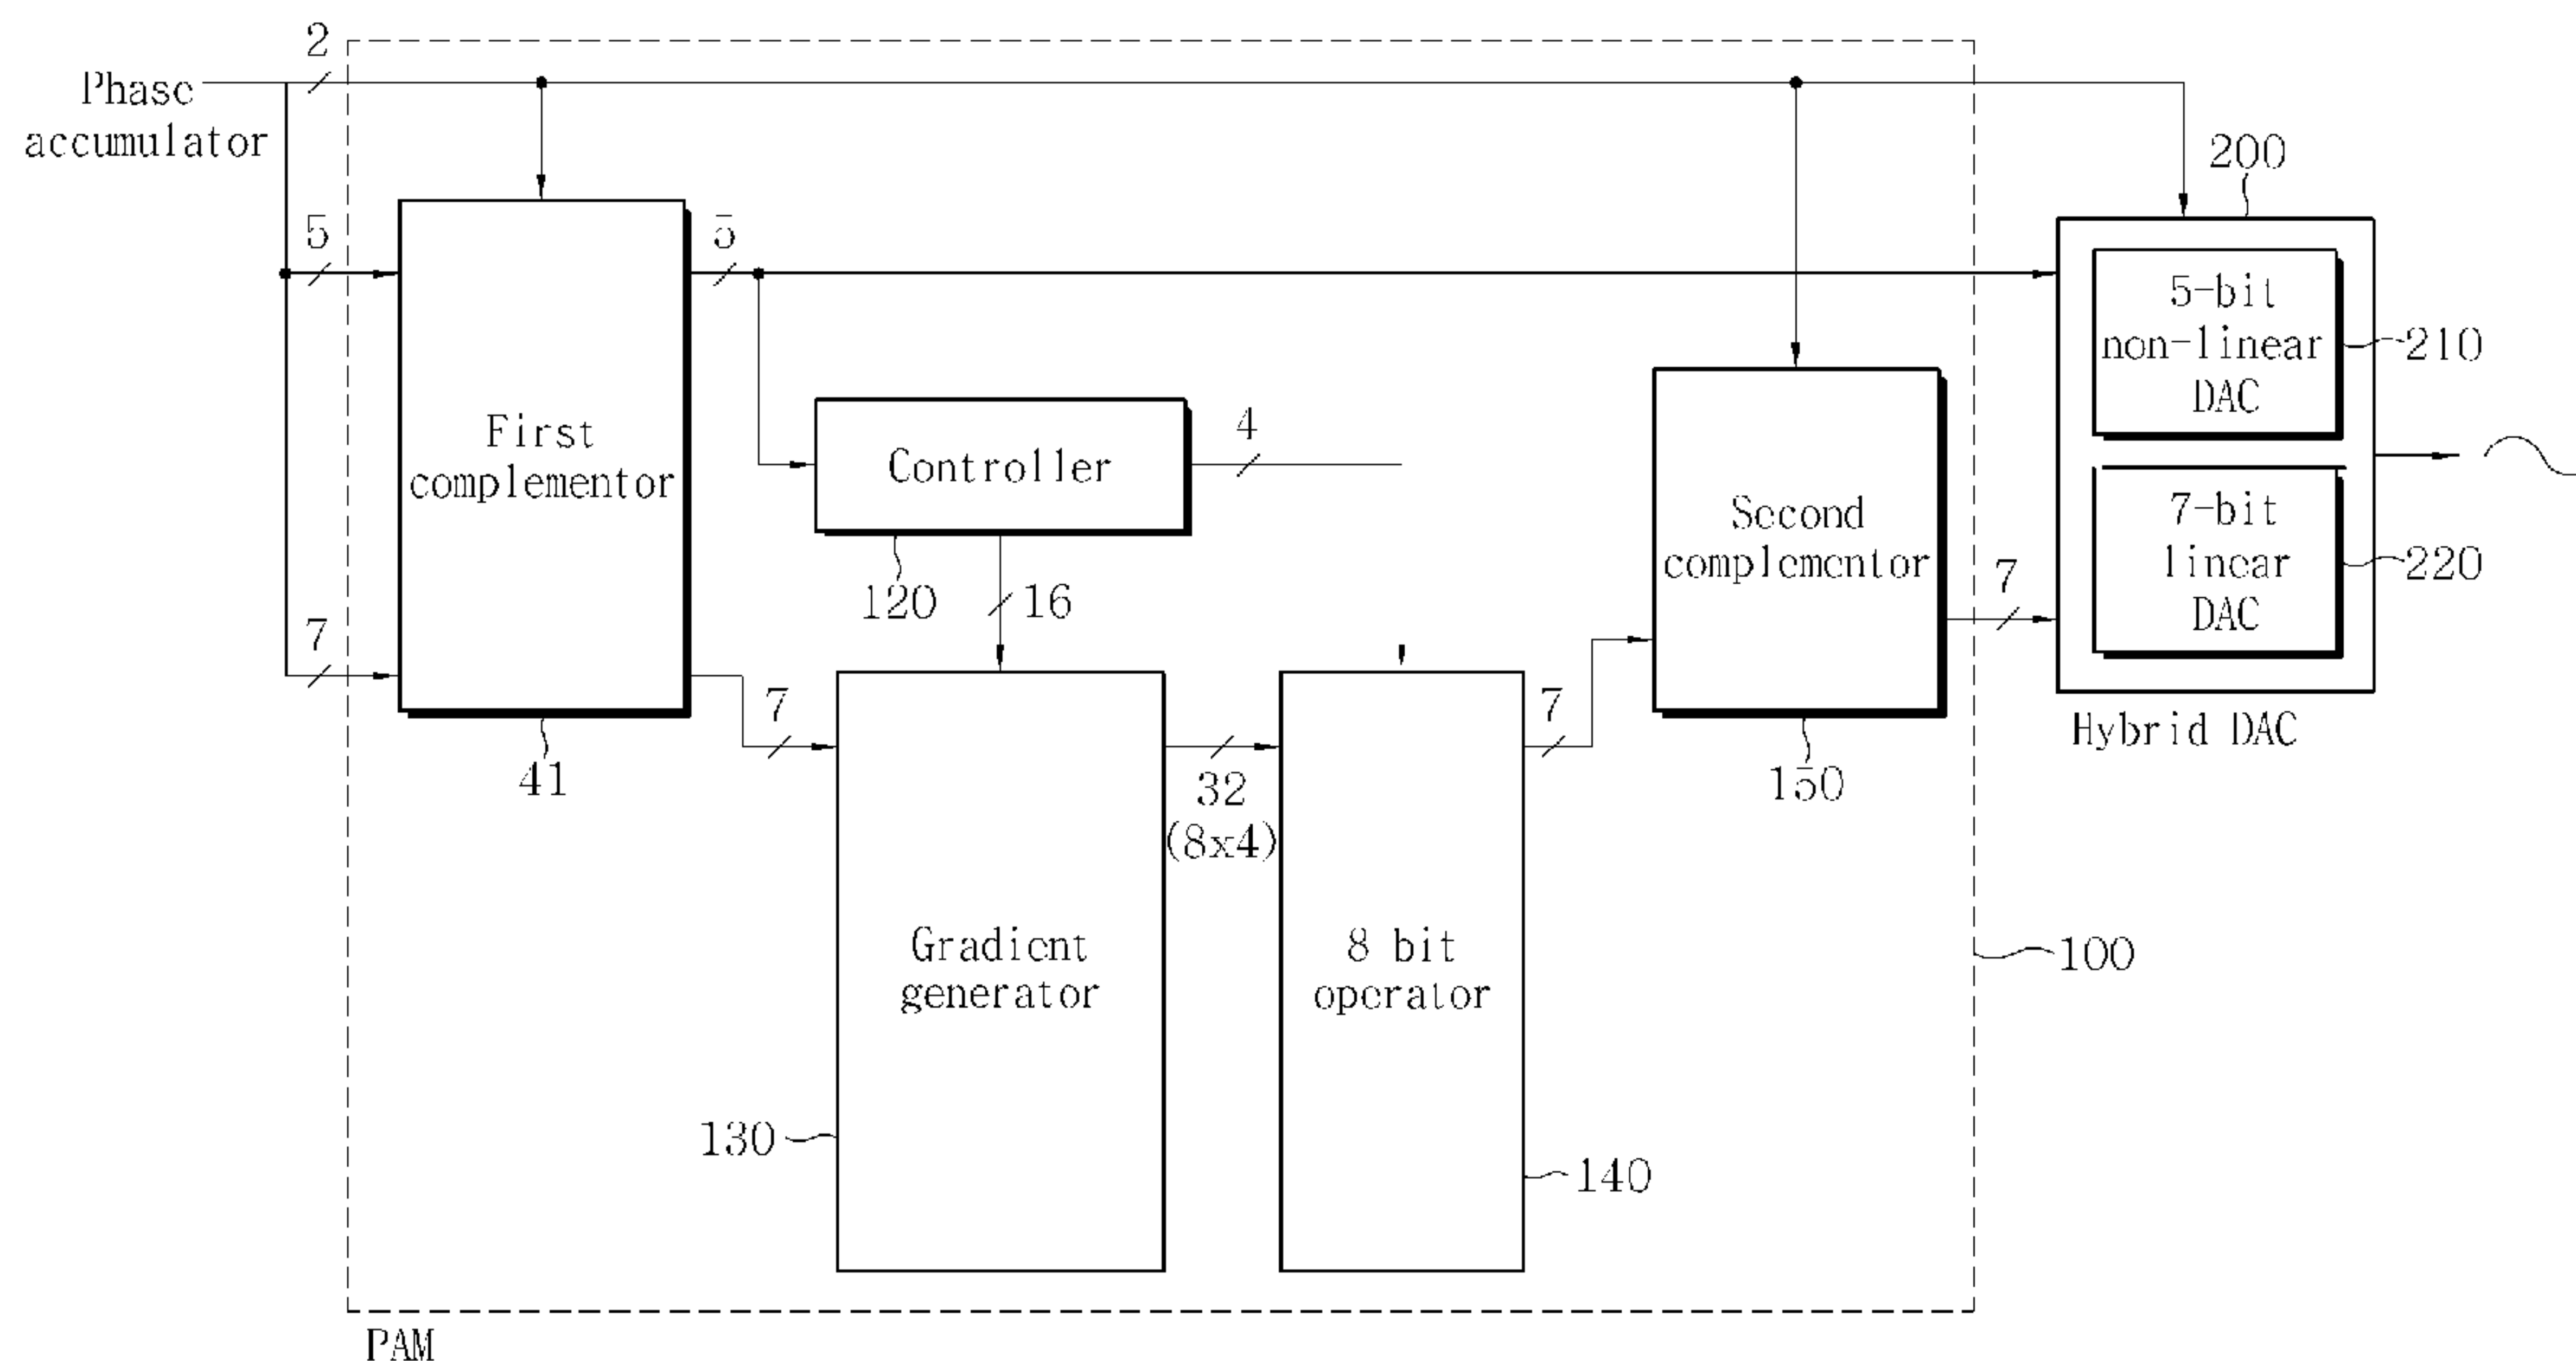 2
Phase
accumulator
200
5
5
5-bit
non-linear
DAC
210
First
complementor
4
Controller
Second
complementor
7-bit
linear
DAC
220
120
16
7
7
7
7
41
150
Hybrid DAC
32
(8x4)
Gradient
generator
8 bit
operator
100
130
140
PAM